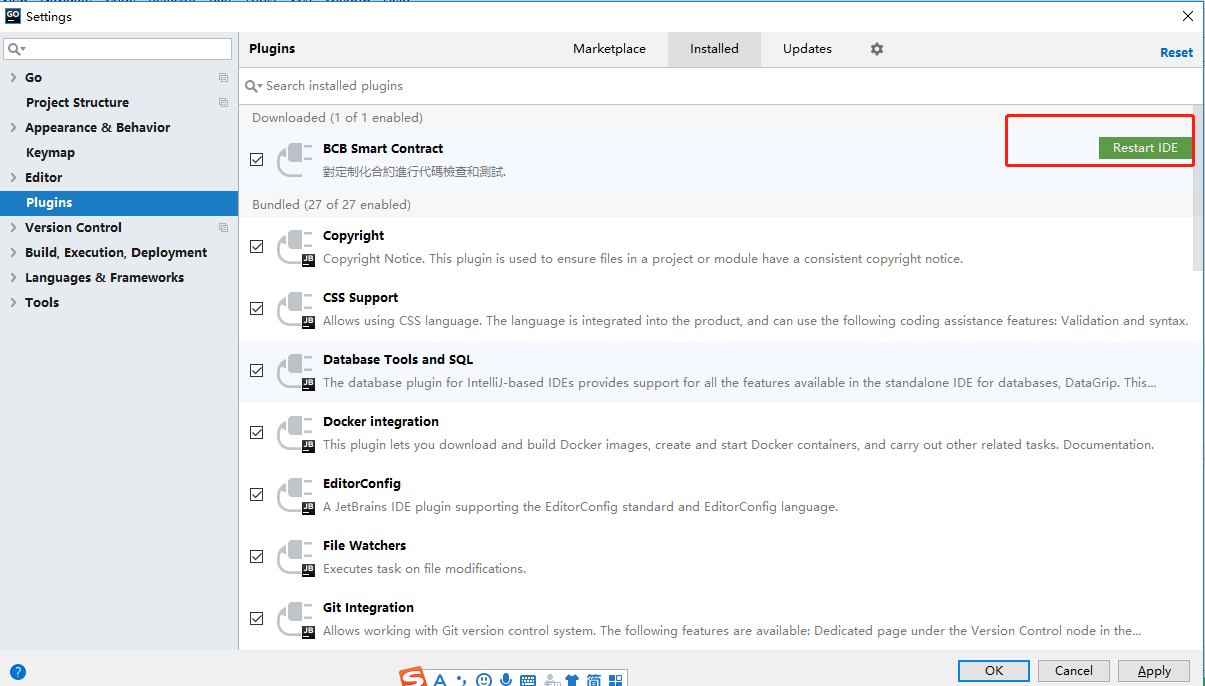 GO Settings
Plugins Marketplace Installed Updates Reset
Search installed plugins
Go
Project Structure
Appearance & Behavior
Keymap
Editor
Plugins
Version Control
Build, Execution, Deployment
Languages & Frameworks
Tools
Downloaded (1 of 1 enabled)
BCB Smart Contract
Restart IDE
對定制化合約進行代碼檢查和測試.
Bundled (27 of 27 enabled)
Copyright
JB
Copyright Notice. This plugin is used to ensure files in a project or module have a consistent copyright notice.
CSS Support
JB
Allows using CSS language. The language is integrated into the product, and can use the following coding assistance features: Validation and syntax.
Database Tools and SQL
JB
The database plugin for IntelliJ-based IDEs provides support for all the features available in the standalone IDE for databases, DataGrip. This...
Docker integration
JB
This plugin lets you download and build Docker images, create and start Docker containers, and carry out other related tasks. Documentation.
EditorConfig
JB
A JetBrains IDE plugin supporting the EditorConfig standard and EditorConfig language.
File Watchers
JB
Executes task on file modifications.
Git Integration
JB
Allows working with Git version control system. The following features are available: Dedicated page under the Version Control node in the...
?
S A 简
OK Cancel Apply